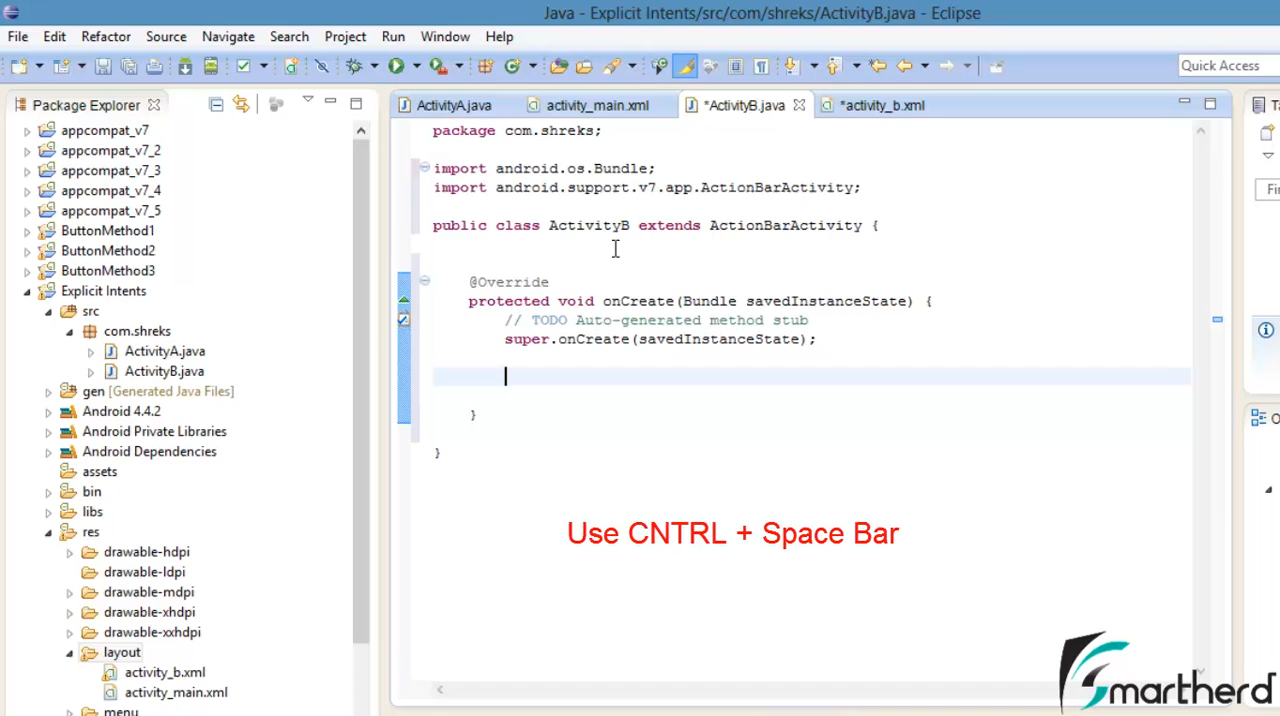 Java - Explicit Intents/src/com/shreks/ActivityB.java - Eclipse
File Edit Refactor Source Navigate Search Project Run Window Help
Quick Access
Package Explorer
ActivityA.java activity_main.xml *ActivityB.java *activity_b.xml
appcompat_v7
appcompat_v7_2
appcompat_v7_3
appcompat_v7_4
appcompat_v7_5
ButtonMethod1
ButtonMethod2
ButtonMethod3
Explicit Intents
src
com.shreks
ActivityA.java
ActivityB.java
gen [Generated Java Files]
Android 4.4.2
Android Private Libraries
Android Dependencies
assets
bin
libs
res
drawable-hdpi
drawable-ldpi
drawable-mdpi
drawable-xhdpi
drawable-xxhdpi
layout
activity_b.xml
activity_main.xml
menu
package com.shreks;
import android.os.Bundle;
import android.support.v7.app.ActionBarActivity;
public class ActivityB extends ActionBarActivity {
@Override
protected void onCreate(Bundle savedInstanceState) {
// TODO Auto-generated method stub
super.onCreate(savedInstanceState);
}
}
Use CNTRL + Space Bar
Smartherd